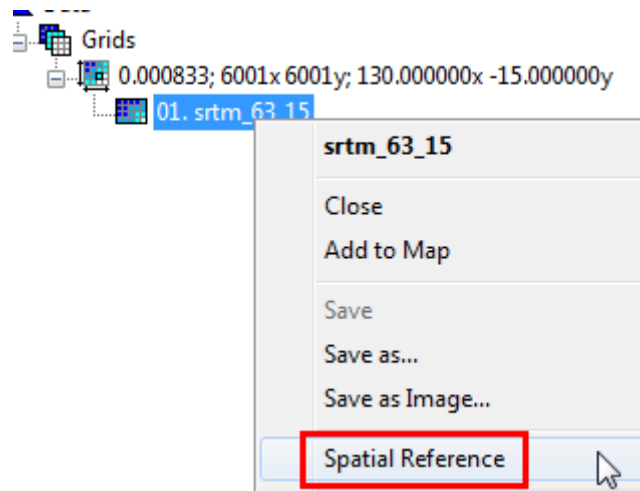 Grids
0.000833; 6001x 6001y; 130.000000x -15.000000y
01. srtm_63_15
srtm_63_15
Close
Add to Map
Save
Save as...
Save as Image...
Spatial Reference